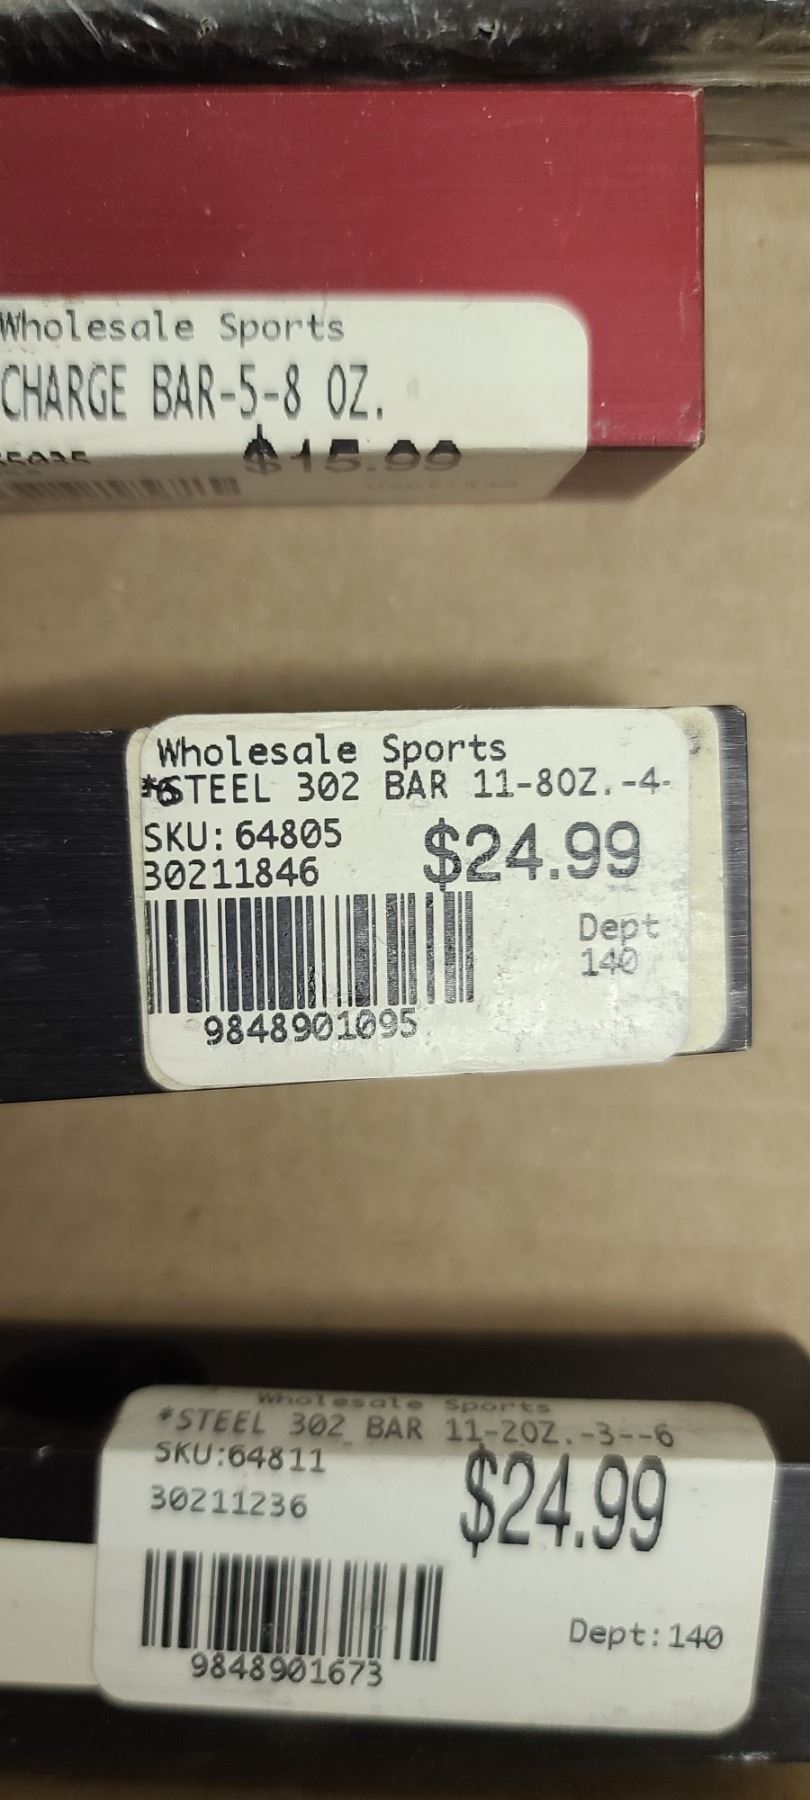 Wholesale Sports
CHARGE BAR-5-8 OZ.
$15.99
Wholesale Sports
*STEEL 302 BAR 11-8OZ.-4-
6
SKU: 64805
$24.99
30211846
Dept
140
9848901095
Wholesale Sports
*STEEL 302 BAR 11-2OZ.-3--6
SKU:64811
$24.99
30211236
Dept:140
9848901673